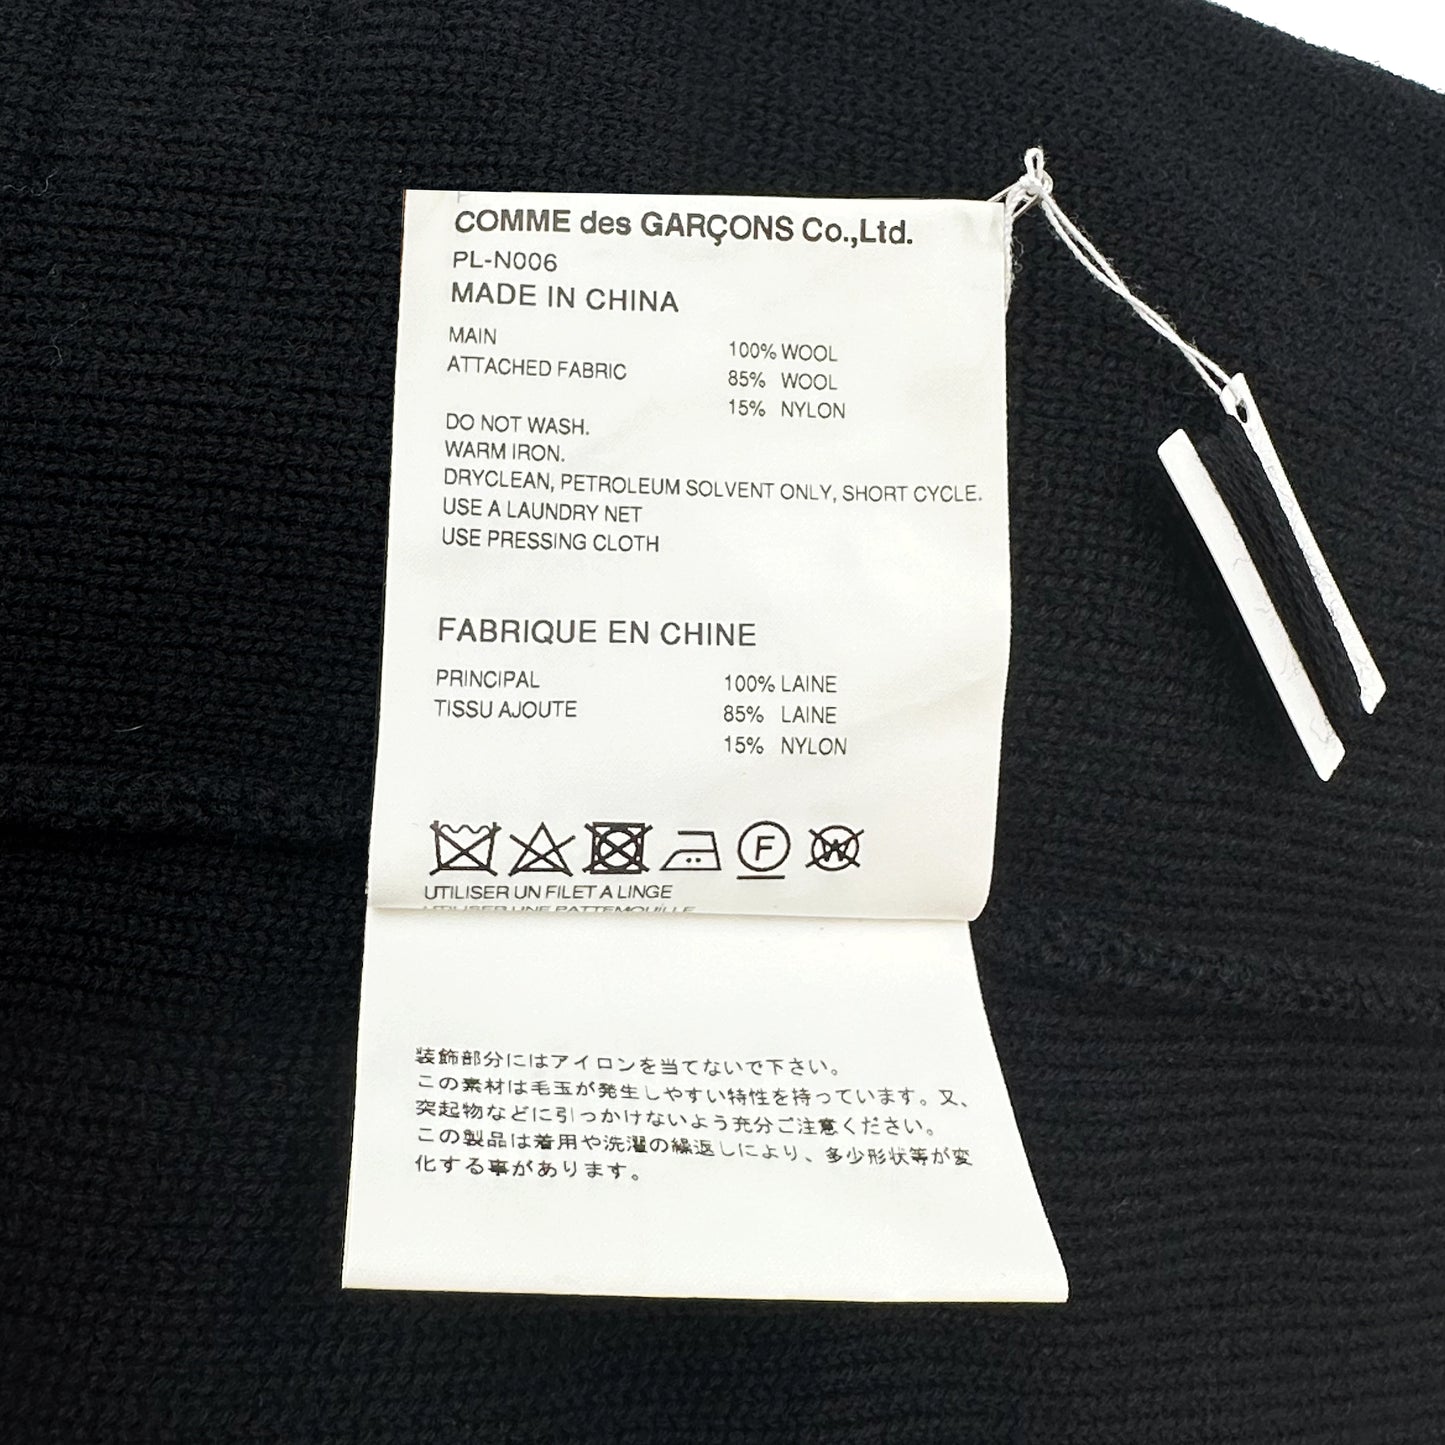 COMME des GARÇONS Co.,Ltd.
PL-N006
MADE IN CHINA
MAIN 100% WOOL
ATTACHED FABRIC 85% WOOL
15% NYLON
DO NOT WASH.
WARM IRON.
DRYCLEAN, PETROLEUM SOLVENT ONLY, SHORT CYCLE.
USE A LAUNDRY NET
USE PRESSING CLOTH
FABRIQUE EN CHINE
PRINCIPAL 100% LAINE
TISSU AJOUTE 85% LAINE
15% NYLON
F W
UTILISER UN FILET A LINGE
UTILISER UNE PATTEMOUILLE
装飾部分にはアイロンを当てないで下さい。
この素材は毛玉が発生しやすい特性を持っています。又、
突起物などに引っかけないよう充分ご注意ください。
この製品は着用や洗濯の繰返しにより、多少形状等が変
化する事があります。